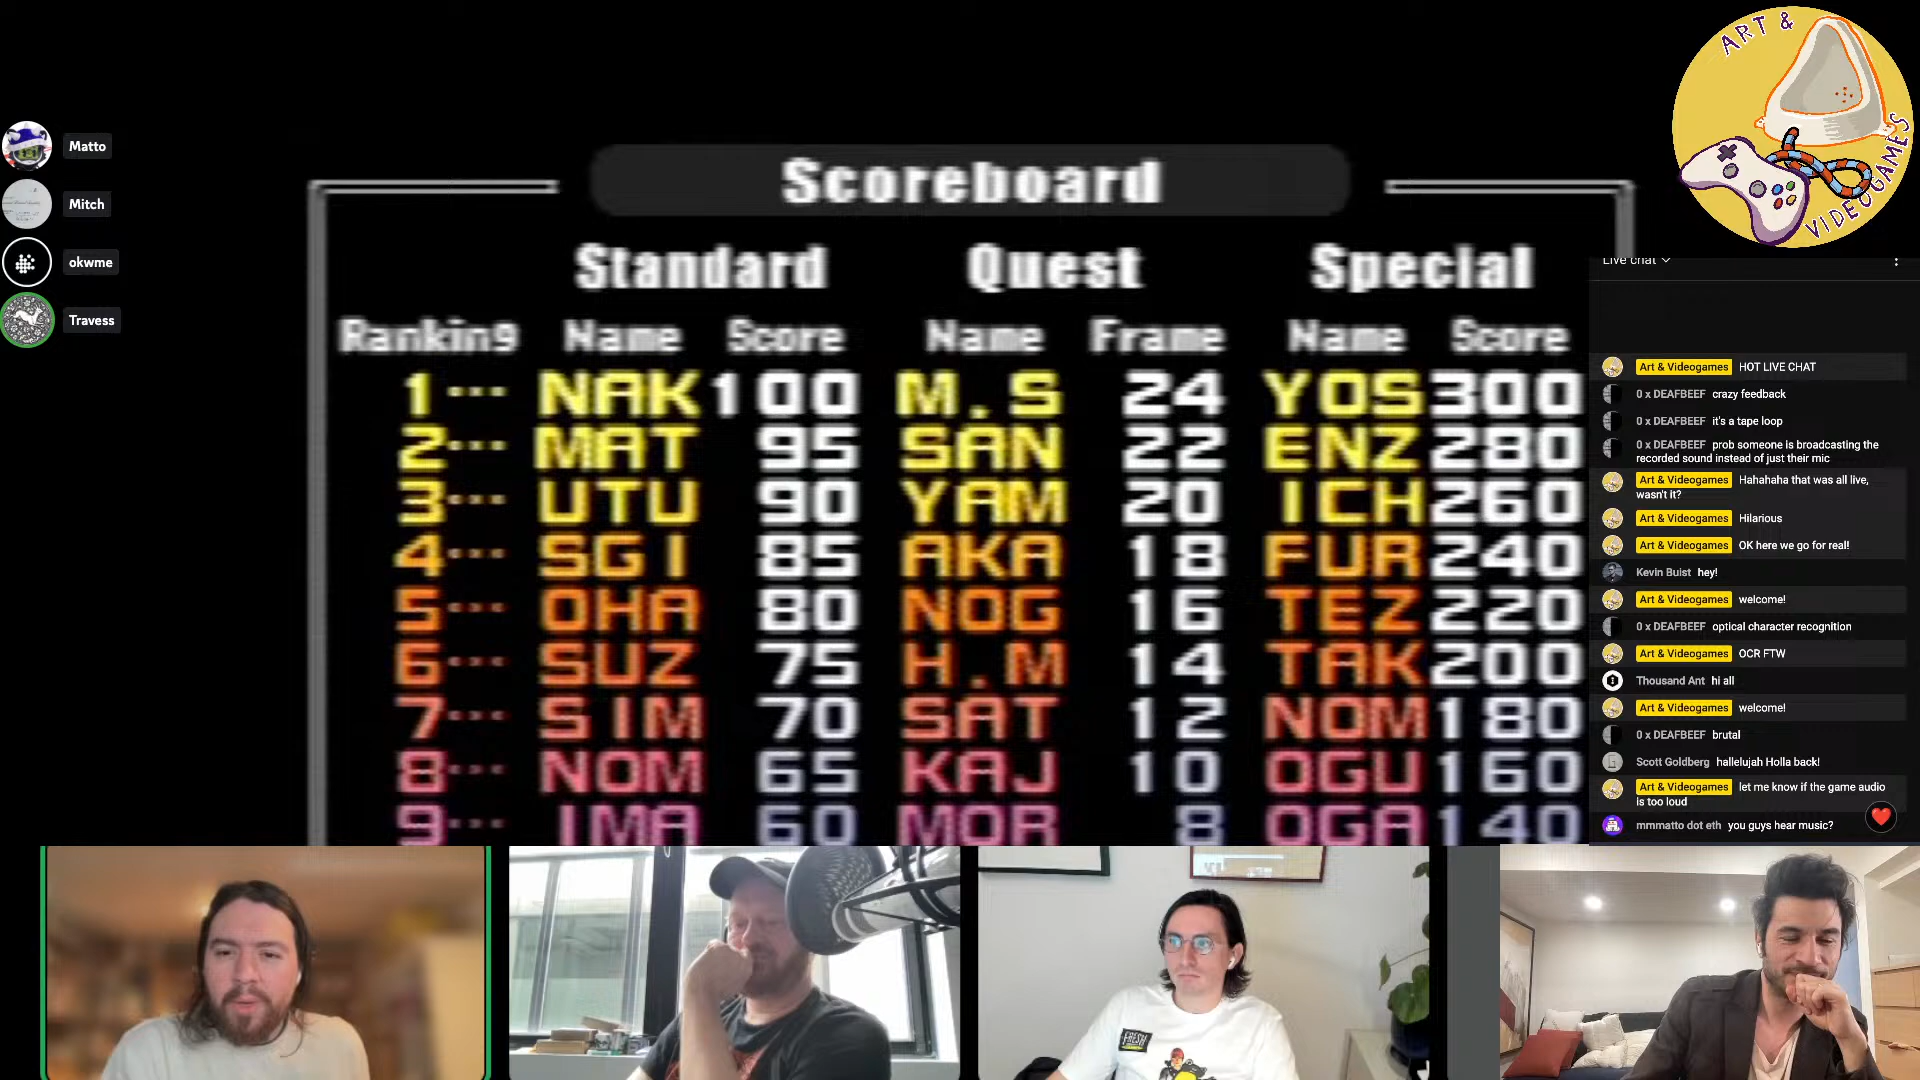 ART &
VIDEOGAMES
Matto
Mitch
okwme
Travess
Scoreboard
Standard Quest Special
Ranking Name Score Name Frame Name Score
1... NAK 100 M.S 24 YOS 300
2... MAT 95 SAN 22 ENZ 280
3... UTU 90 YAM 20 ICH 260
4... SGI 85 AKA 18 FUR 240
5... OHA 80 NOG 16 TEZ 220
6... SUZ 75 H.M 14 TAK 200
7... SIM 70 SAT 12 NOM 180
8... NOM 65 KAJ 10 OGU 160
9... IMA 60 MOR 8 OGA 140
Live chat
Art & Videogames HOT LIVE CHAT
0 x DEAFBEEF crazy feedback
0 x DEAFBEEF it's a tape loop
0 x DEAFBEEF prob someone is broadcasting the
recorded sound instead of just their mic
Art & Videogames Hahahaha that was all live,
wasn't it?
Art & Videogames Hilarious
Art & Videogames OK here we go for real!
Kevin Buist hey!
Art & Videogames welcome!
0 x DEAFBEEF optical character recognition
Art & Videogames OCR FTW
Thousand Ant hi all
Art & Videogames welcome!
0 x DEAFBEEF brutal
Scott Goldberg hallelujah Holla back!
Art & Videogames let me know if the game audio
is too loud
mmmatto dot eth you guys hear music?
FRESH